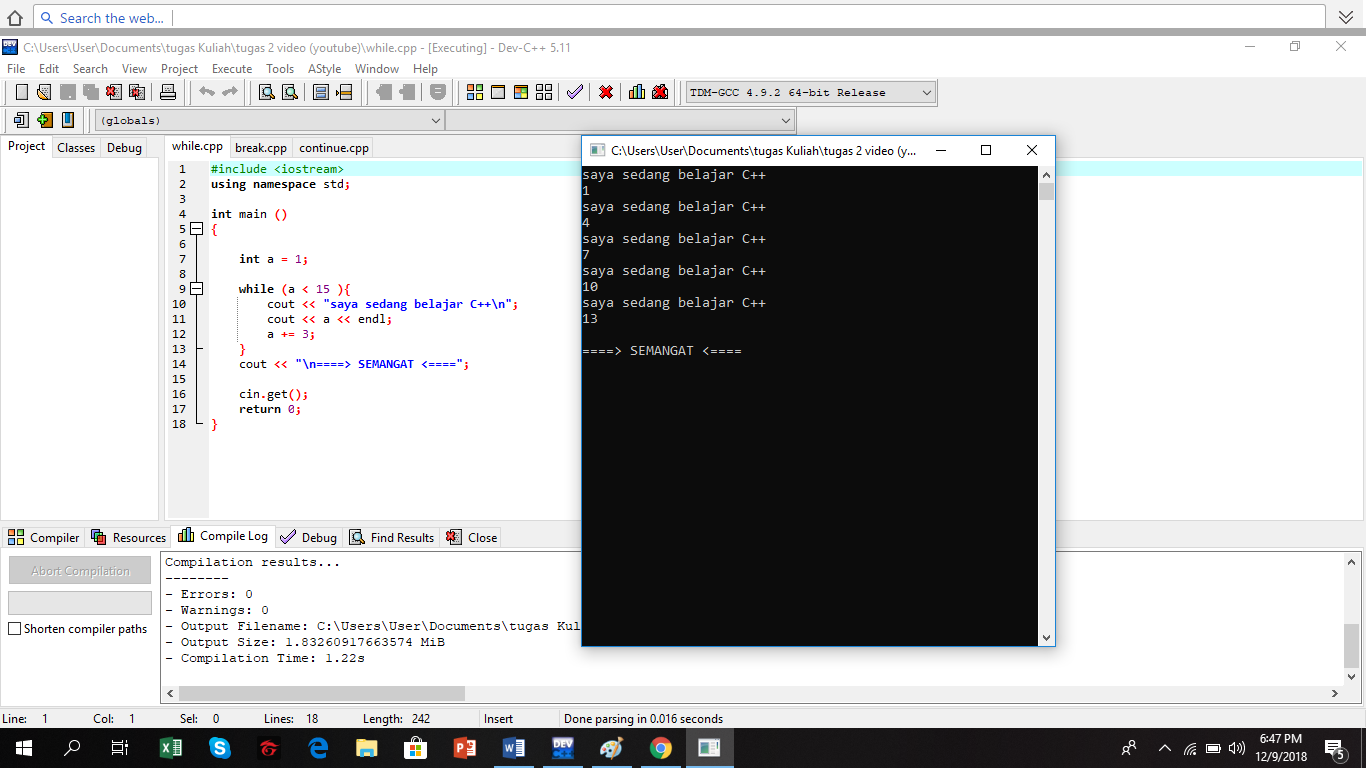 Search the web...
C:\Users\User\Documents\tugas Kuliah\tugas 2 video (youtube)\while.cpp - [Executing] - Dev-C++ 5.11
File Edit Search View Project Execute Tools AStyle Window Help
TDM-GCC 4.9.2 64-bit Release
(globals)
Project Classes Debug
while.cpp break.cpp continue.cpp
1 #include <iostream>
2 using namespace std;
3
4 int main ()
5 {
6
7 int a = 1;
8
9 while (a < 15 ){
10 cout << "saya sedang belajar C++\n";
11 cout << a << endl;
12 a += 3;
13 }
14 cout << "\n====> SEMANGAT <====";
15
16 cin.get();
17 return 0;
18 }
C:\Users\User\Documents\tugas Kuliah\tugas 2 video (y...
saya sedang belajar C++
1
saya sedang belajar C++
4
saya sedang belajar C++
7
saya sedang belajar C++
10
saya sedang belajar C++
13
====> SEMANGAT <====
Compiler Resources Compile Log Debug Find Results Close
Abort Compilation
Shorten compiler paths
Compilation results...
--------
- Errors: 0
- Warnings: 0
- Output Filename: C:\Users\User\Documents\tugas Kul
- Output Size: 1.83260917663574 MiB
- Compilation Time: 1.22s
Line: 1 Col: 1 Sel: 0 Lines: 18 Length: 242 Insert Done parsing in 0.016 seconds
DEV
6:47 PM
12/9/2018
5